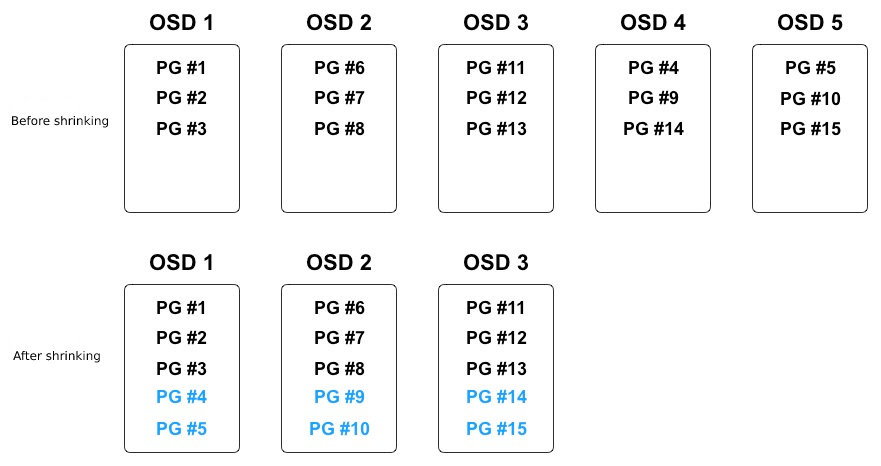 OSD 1 OSD 2 OSD 3 OSD 4 OSD 5
PG #1 PG #6 PG #11 PG #4 PG #5
PG #2 PG #7 PG #12 PG #9 PG #10
Before shrinking
PG #3 PG #8 PG #13 PG #14 PG #15
OSD 1 OSD 2 OSD 3
PG #1 PG #6 PG #11
PG #2 PG #7 PG #12
After shrinking
PG #3 PG #8 PG #13
PG #4 PG #9 PG #14
PG #5 PG #10 PG #15